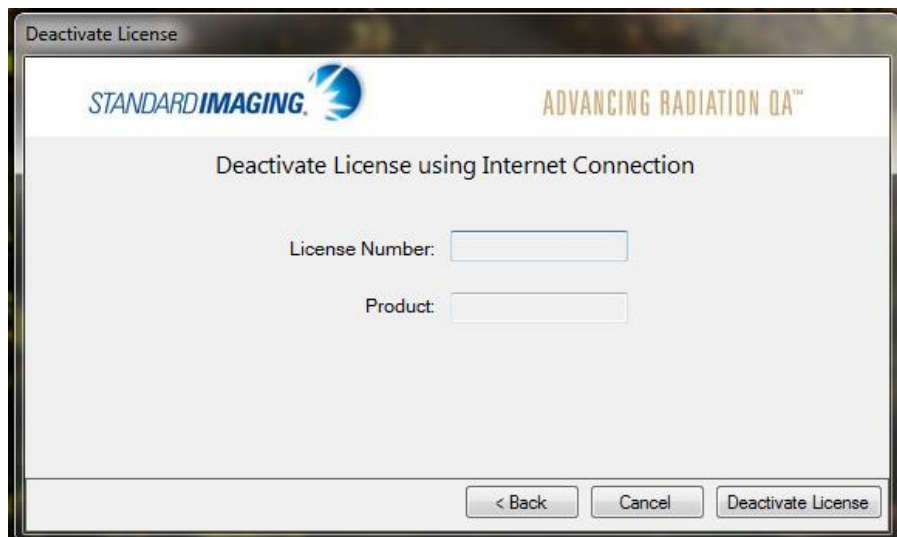 Deactivate License
STANDARDIMAGING.
ADVANCING RADIATION QA™
Deactivate License using Internet Connection
License Number:
Product:
< Back
Cancel
Deactivate License